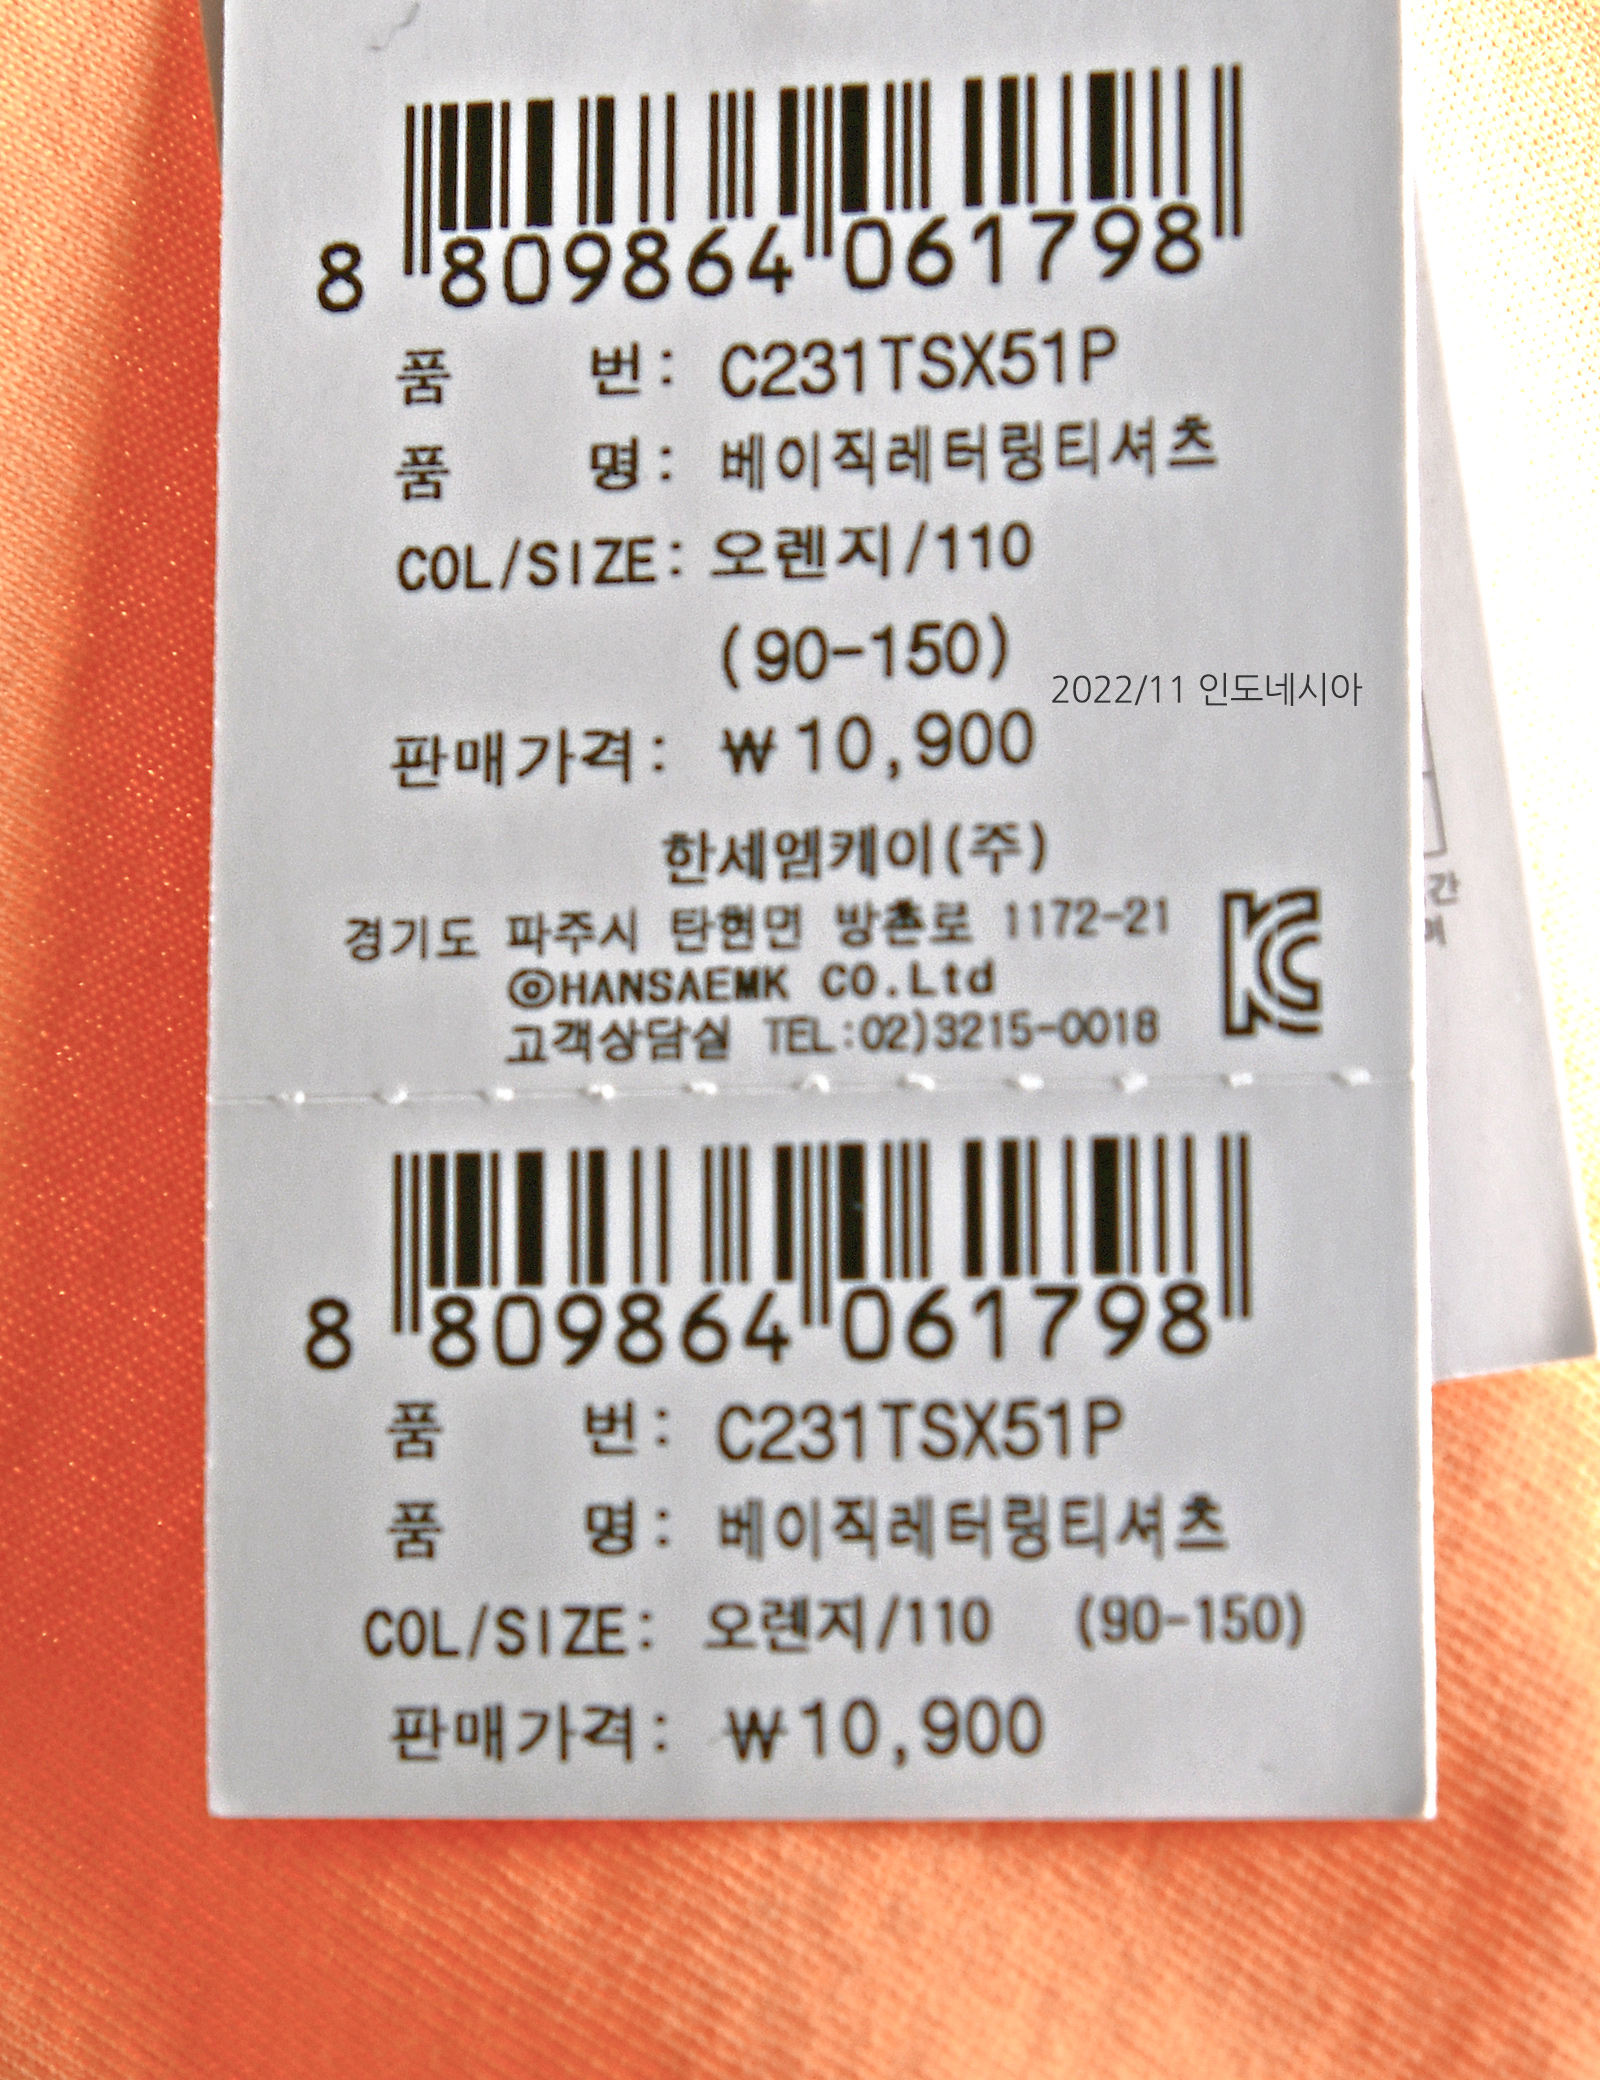 8 809864 061798
품 번: C231TSX51P
품 명: 베이직레터링티셔츠
COL/SIZE: 오렌지/110
(90-150)
2022/11 인도네시아
판매가격: ₩10,900
한세엠케이(주)
경기도 파주시 탄현면 방촌로 1172-21
©HANSAEMK CO.Ltd
고객상담실 TEL:02)3215-0018
KC
간
8 809864 061798
품 번: C231TSX51P
품 명: 베이직레터링티셔츠
COL/SIZE: 오렌지/110 (90-150)
판매가격: ₩10,900